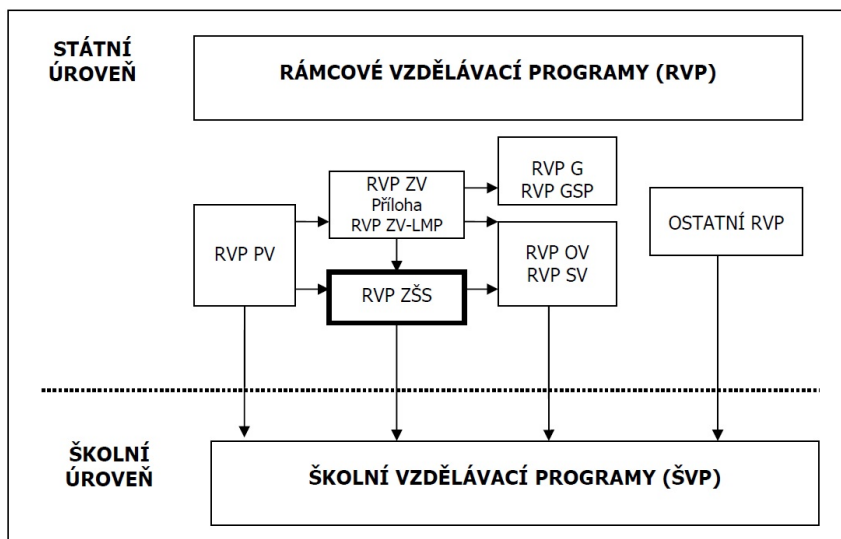 STÁTNÍ
ÚROVEŇ
RÁMCOVÉ VZDĚLÁVACÍ PROGRAMY (RVP)
RVP PV
RVP ZV
Příloha
RVP ZV-LMP
RVP ZŠS
RVP G
RVP GSP
RVP OV
RVP SV
OSTATNÍ RVP
ŠKOLNÍ
ÚROVEŇ
ŠKOLNÍ VZDĚLÁVACÍ PROGRAMY (ŠVP)